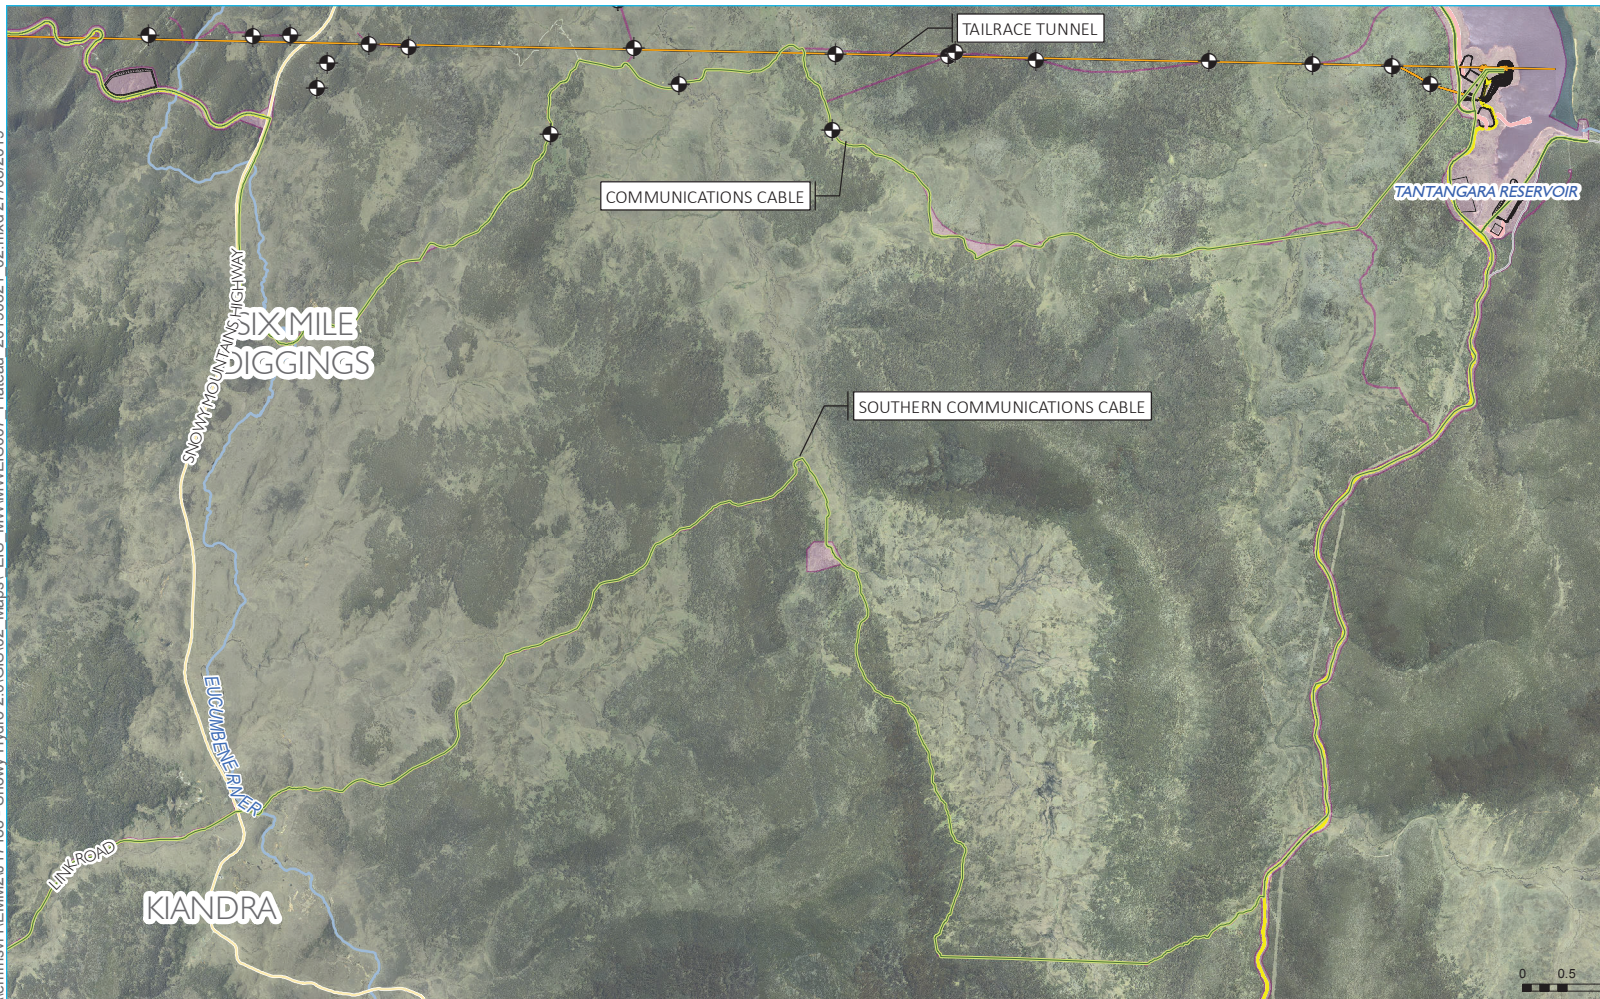 TAILRACE TUNNEL
COMMUNICATIONS CABLE
TANTANGARA RESERVOIR
SNOWY MOUNTAINS HIGHWAY
SIX MILE
DIGGINGS
SOUTHERN COMMUNICATIONS CABLE
EUCUMBENE RIVER
LINK ROAD
KIANDRA
0 0.5